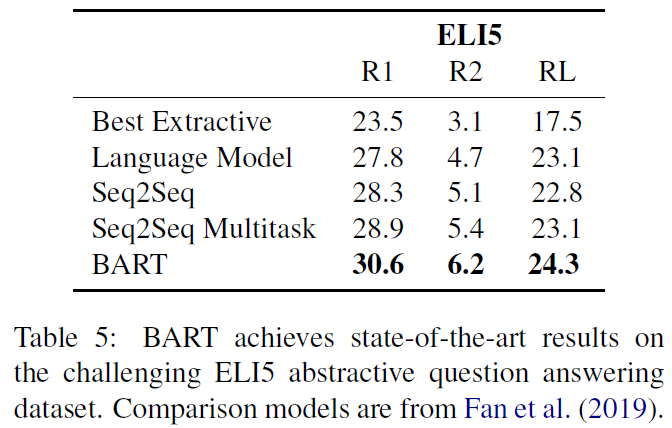 ELI5
R1 R2 RL
Best Extractive 23.5 3.1 17.5
Language Model 27.8 4.7 23.1
Seq2Seq 28.3 5.1 22.8
Seq2Seq Multitask 28.9 5.4 23.1
BART 30.6 6.2 24.3
Table 5: BART achieves state-of-the-art results on
the challenging ELI5 abstractive question answering
dataset. Comparison models are from Fan et al. (2019).